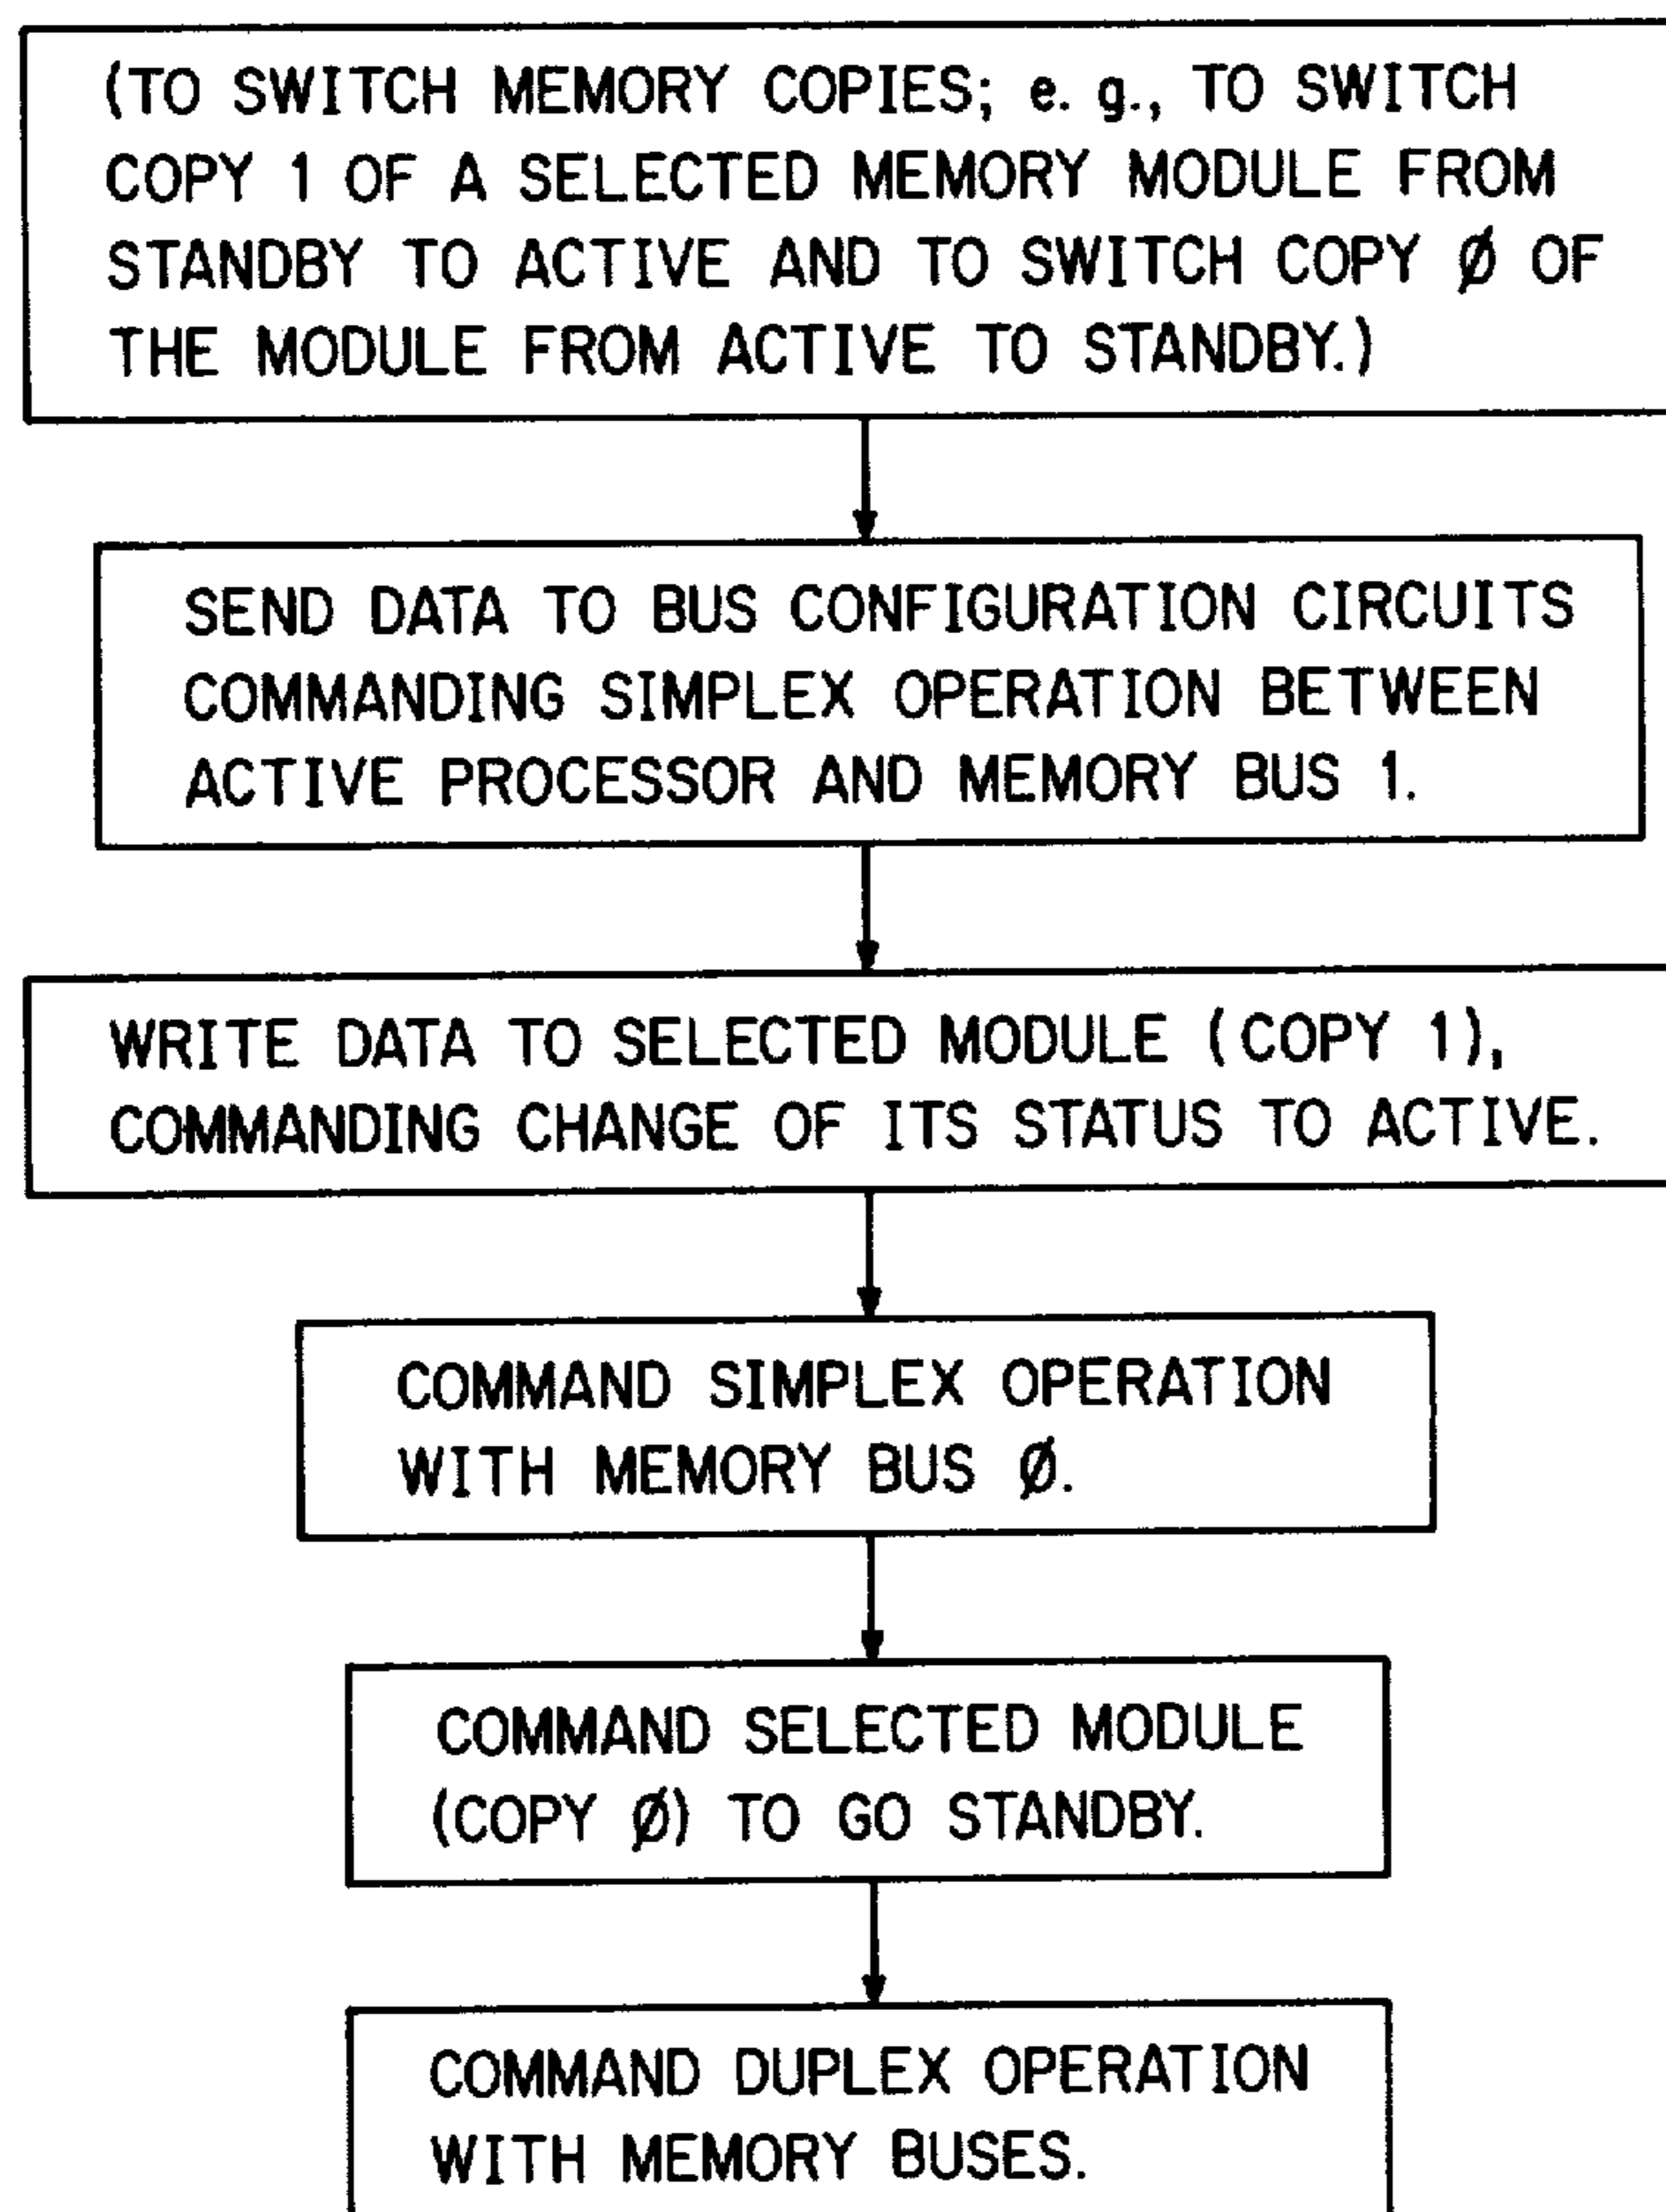 (TO SWITCH MEMORY COPIES; e. g., TO SWITCH
COPY 1 OF A SELECTED MEMORY MODULE FROM
STANDBY TO ACTIVE AND TO SWITCH COPY Ø OF
THE MODULE FROM ACTIVE TO STANDBY.)
SEND DATA TO BUS CONFIGURATION CIRCUITS
COMMANDING SIMPLEX OPERATION BETWEEN
ACTIVE PROCESSOR AND MEMORY BUS 1.
WRITE DATA TO SELECTED MODULE (COPY 1),
COMMANDING CHANGE OF ITS STATUS TO ACTIVE.
COMMAND SIMPLEX OPERATION
WITH MEMORY BUS Ø.
COMMAND SELECTED MODULE
(COPY Ø) TO GO STANDBY.
COMMAND DUPLEX OPERATION
WITH MEMORY BUSES.